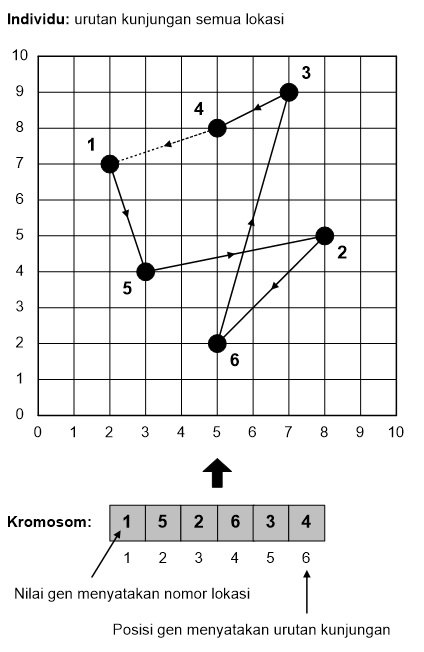 Individu: urutan kunjungan semua lokasi
10
9
8
7
6
5
4
3
2
1
0
3
4
1
2
5
6
0 1 2 3 4 5 6 7 8 9 10
Kromosom: 1 5 2 6 3 4
1 2 3 4 5 6
Nilai gen menyatakan nomor lokasi
Posisi gen menyatakan urutan kunjungan